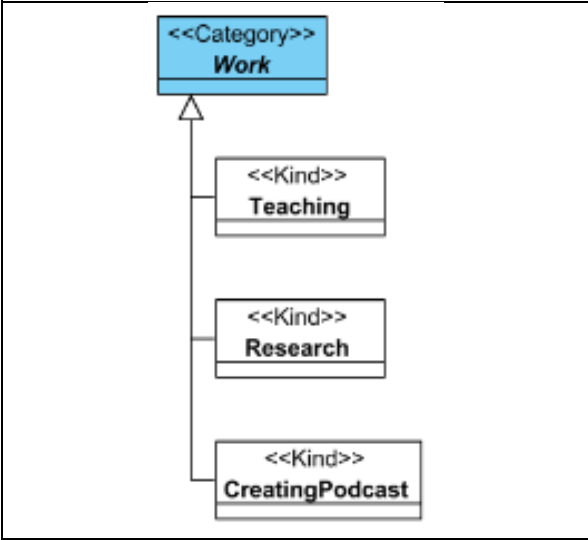 <<Category>>
Work
<<Kind>>
Teaching
<<Kind>>
Research
<<Kind>>
CreatingPodcast